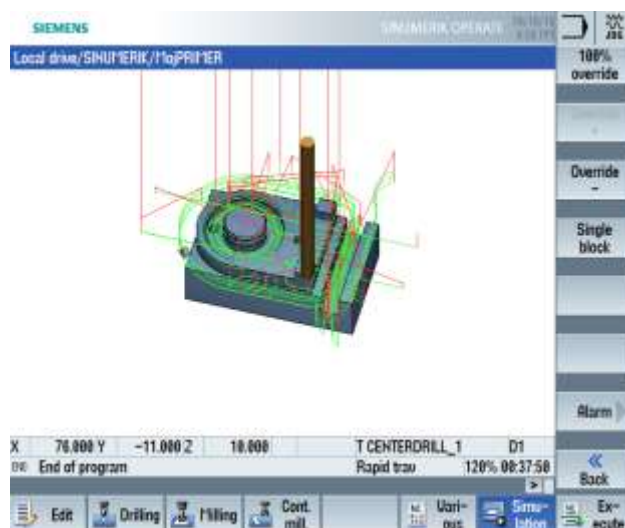 SIEMENS
SINUMERIK OPERATE
JOG
Local drive/SINUMERIK/MojPRIMER
100%
override
Override
-
Single
block
Alarm
X 76.000 Y -11.000 Z 10.000 T CENTERDRILL_1 D1
End of program Rapid trav 120% 00:37:50
Back
Edit Drilling Milling Cont. Vari- Simu- Ex-
mill. ous lation ecute